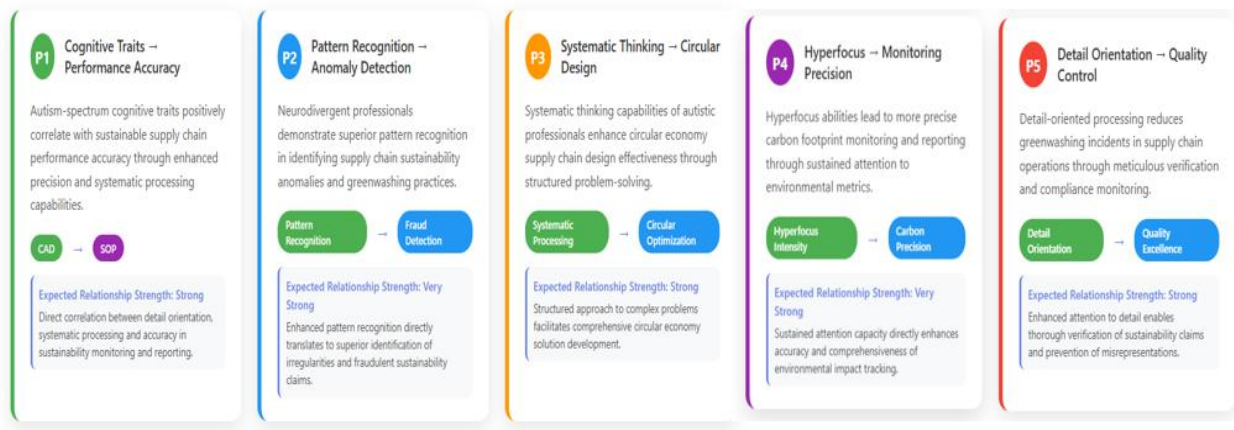 P1
Cognitive Traits →
Performance Accuracy
Autism-spectrum cognitive traits positively
correlate with sustainable supply chain
performance accuracy through enhanced
precision and systematic processing
capabilities.
CAD → SOP
Expected Relationship Strength: Strong
Direct correlation between detail orientation,
systematic processing and accuracy in
sustainability monitoring and reporting.
P2
Pattern Recognition →
Anomaly Detection
Neurodivergent professionals
demonstrate superior pattern recognition
in identifying supply chain sustainability
anomalies and greenwashing practices.
Pattern
Recognition
→
Fraud
Detection
Expected Relationship Strength: Very
Strong
Enhanced pattern recognition directly
translates to superior identification of
irregularities and fraudulent sustainability
claims.
P3
Systematic Thinking → Circular
Design
Systematic thinking capabilities of autistic
professionals enhance circular economy
supply chain design effectiveness through
structured problem-solving.
Systematic
Processing
→
Circular
Optimization
Expected Relationship Strength: Strong
Structured approach to complex problems
facilitates comprehensive circular economy
solution development.
P4
Hyperfocus → Monitoring
Precision
Hyperfocus abilities lead to more precise
carbon footprint monitoring and reporting
through sustained attention to
environmental metrics.
Hyperfocus
Intensity
→
Carbon
Precision
Expected Relationship Strength: Very
Strong
Sustained attention capacity directly enhances
accuracy and comprehensiveness of
environmental impact tracking.
P5
Detail Orientation → Quality
Control
Detail-oriented processing reduces
greenwashing incidents in supply chain
operations through meticulous verification
and compliance monitoring.
Detail
Orientation
→
Quality
Excellence
Expected Relationship Strength: Strong
Enhanced attention to detail enables
thorough verification of sustainability claims
and prevention of misrepresentations.